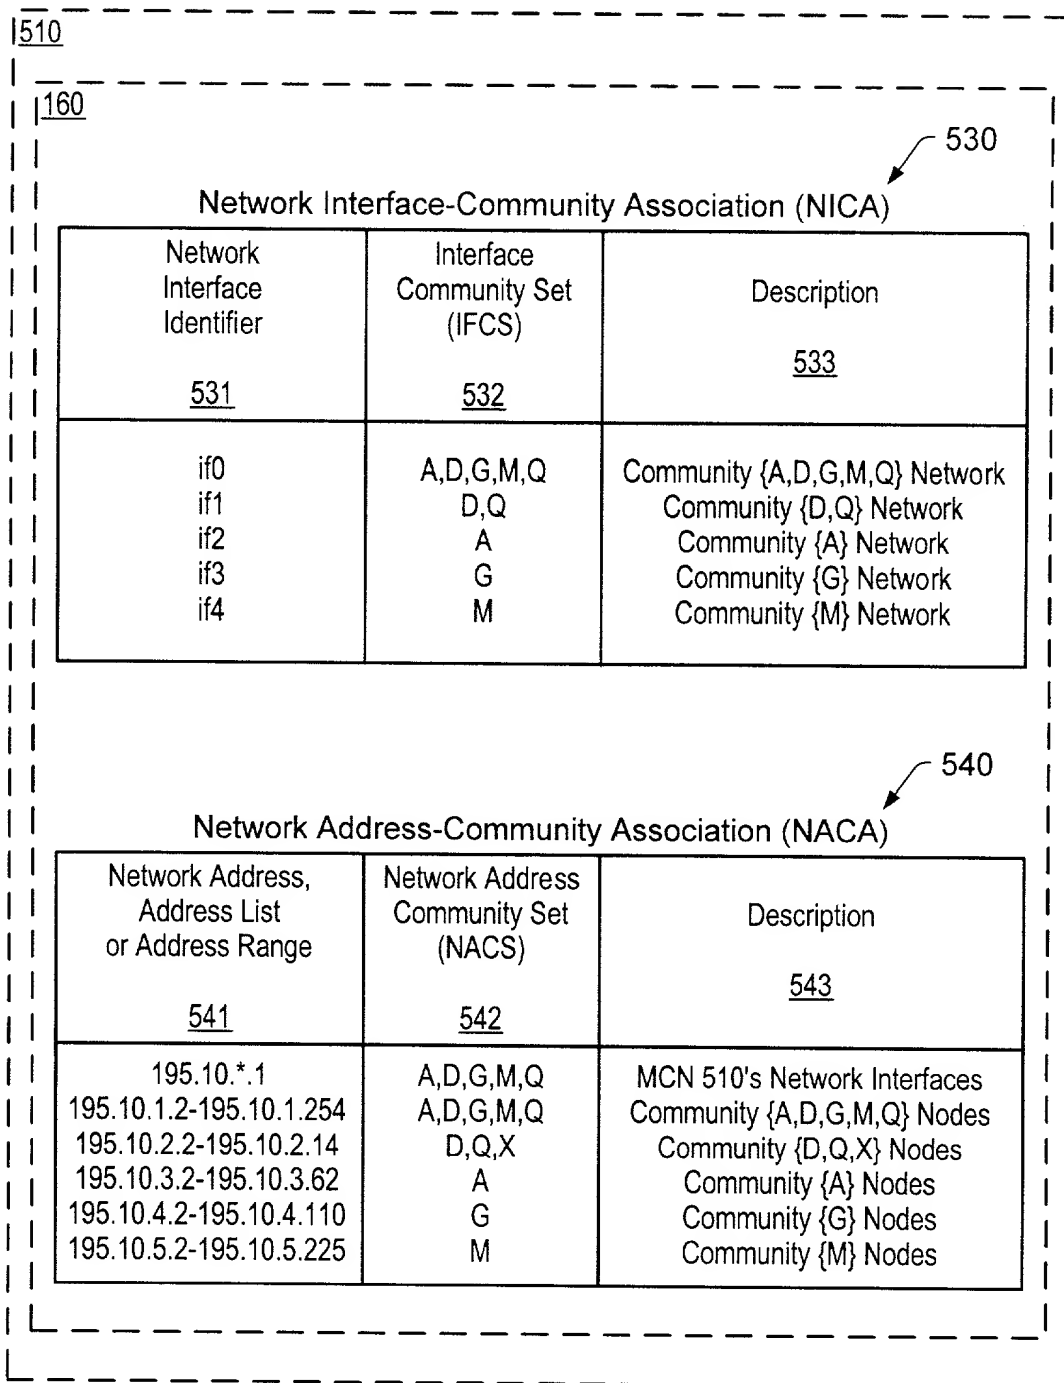 510
160
530
Network Interface-Community Association (NICA)
Network Interface Identifier 531
Interface Community Set (IFCS) 532
Description 533
if0 A,D,G,M,Q Community {A,D,G,M,Q} Network
if1 D,Q Community {D,Q} Network
if2 A Community {A} Network
if3 G Community {G} Network
if4 M Community {M} Network
540
Network Address-Community Association (NACA)
Network Address, Address List or Address Range 541
Network Address Community Set (NACS) 542
Description 543
195.10.*.1 A,D,G,M,Q MCN 510's Network Interfaces
195.10.1.2-195.10.1.254 A,D,G,M,Q Community {A,D,G,M,Q} Nodes
195.10.2.2-195.10.2.14 D,Q,X Community {D,Q,X} Nodes
195.10.3.2-195.10.3.62 A Community {A} Nodes
195.10.4.2-195.10.4.110 G Community {G} Nodes
195.10.5.2-195.10.5.225 M Community {M} Nodes